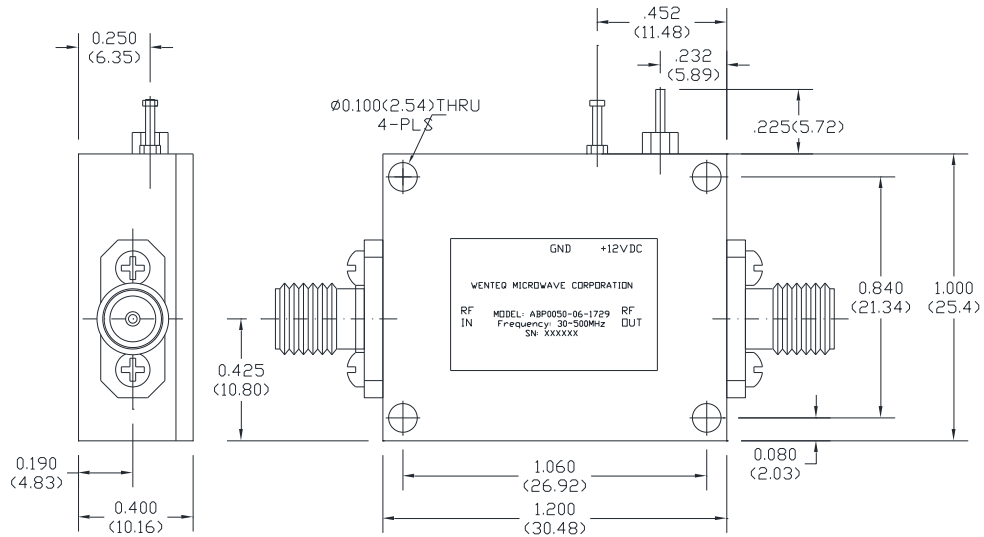 .452
(11.48)
0.250
(6.35)
.232
(5.89)
Ø0.100(2.54)THRU
4-PLS
.225(5.72)
GND +12VDC
WENTEQ MICROWAVE CORPORATION
RF IN
MODEL: ABP0050-06-1729
Frequency: 30~500MHz
SN: XXXXXX
RF OUT
0.840
(21.34)
1.000
(25.4)
0.425
(10.80)
0.190
(4.83)
0.400
(10.16)
1.060
(26.92)
1.200
(30.48)
0.080
(2.03)